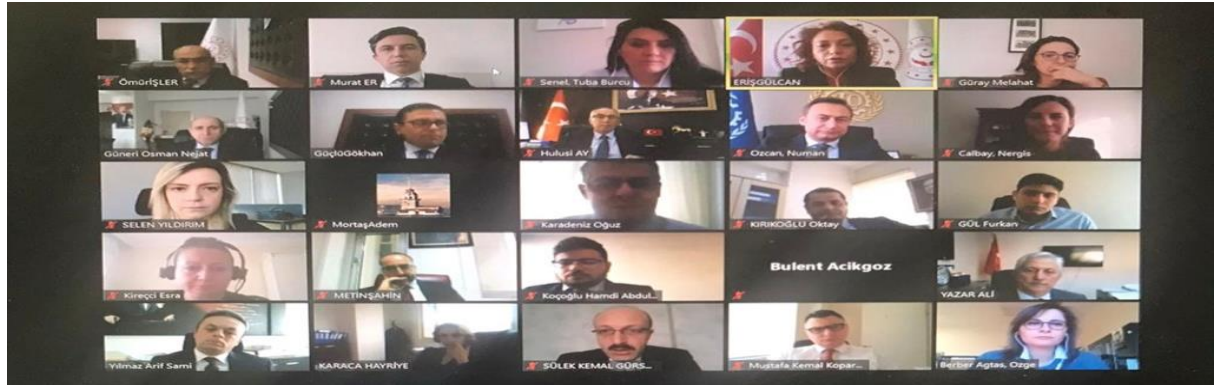 ÖmürİŞLER
Murat ER
Senel, Tuba Burcu
ERİŞGÜLCAN
Güray Melahat
Güneri Osman Nejat
GüçlüGökhan
Hulusi AY
Ozcan, Numan
Calbay, Nergis
SELEN YILDIRIM
MortaşAdem
Karadeniz Oğuz
KIRIKOĞLU Oktay
GÜL Furkan
Kireçci Esra
METİNŞAHİN
Koçoğlu Hamdi Abdul...
Bulent Acikgoz
YAZAR ALİ
Yılmaz Arif Sami
KARACA HAYRİYE
SÜLEK KEMAL GÜRS...
Mustafa Kemal Kopar...
Berber Agtas, Ozge